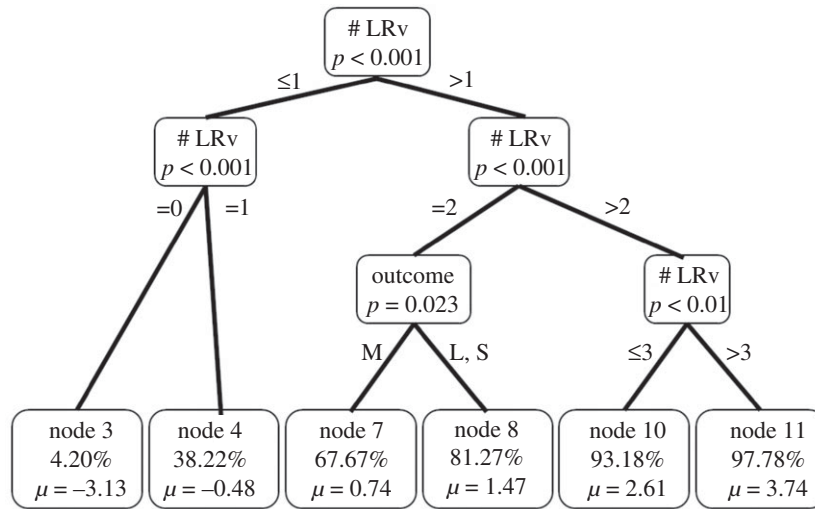 # LRv
p < 0.001
≤1
>1
# LRv
p < 0.001
# LRv
p < 0.001
=0
=1
=2
>2
outcome
p = 0.023
# LRv
p < 0.01
M
L, S
≤3
>3
node 3
4.20%
μ = –3.13
node 4
38.22%
μ = –0.48
node 7
67.67%
μ = 0.74
node 8
81.27%
μ = 1.47
node 10
93.18%
μ = 2.61
node 11
97.78%
μ = 3.74